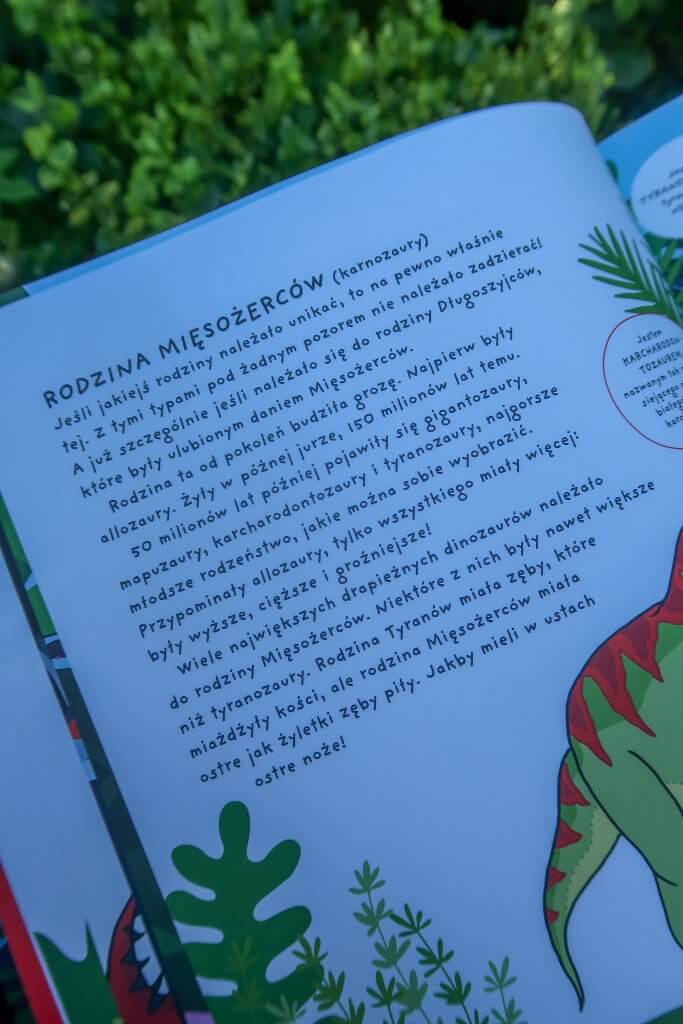 RODZINA MIĘSOŻERCÓW (karnozaury)
Jeśli jakiejś rodziny należało unikać, to na pewno właśnie
tej. Z tymi typami pod żadnym pozorem nie należało zadzierać!
A już szczególnie jeśli należało się do rodziny Długoszyjców,
które były ulubionym daniem Mięsożerców.
Rodzina ta od pokoleń budziła grozę. Najpierw były
allozaury. Żyły w późnej jurze, 150 milionów lat temu.
50 milionów lat później pojawiły się gigantozaury,
mapuzaury, karcharodontozaury i tyranozaury, najgorsze
młodsze rodzeństwo, jakie można sobie wyobrazić.
Przypominały allozaury, tylko wszystkiego miały więcej:
były wyższe, cięższe i groźniejsze!
Wiele największych drapieżnych dinozaurów należało
do rodziny Mięsożerców. Niektóre z nich były nawet większe
niż tyranozaury. Rodzina Tyranów miała zęby, które
miażdżyły kości, ale rodzina Mięsożerców miała
ostre jak żyletki zęby piły. Jakby mieli w ustach
ostre noże!
Jestem
KARCHARODON-
TOZAUREM,
nazwanym tak
siejącego